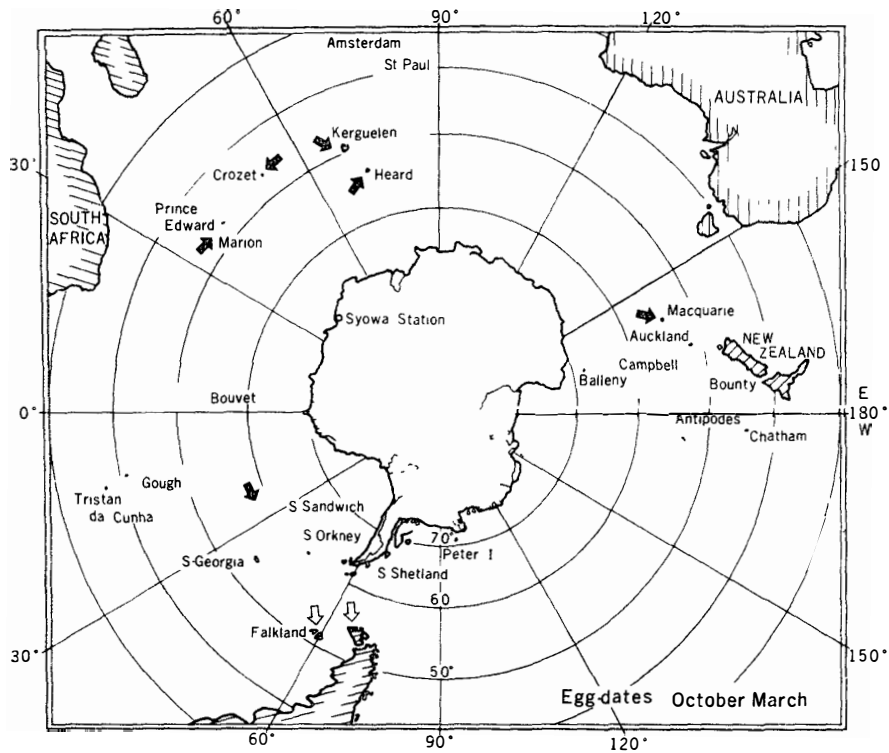 60°
90°
120°
Amsterdam
St Paul
AUSTRALIA
Kerguelen
30°
Crozet
Heard
150
Prince
Edward
SOUTH
AFRICA
Marion
Macquarie
Syowa Station
Auckland
NEW
ZEALAND
Campbell
Balleny
Bounty
Bouvet
E
0°
180°
W
Antipodes
Chatham
Gough
Tristan
da Cunha
S Sandwich
S Orkney
70°
Peter I
S-Georgia
S Shetland
60
Falkland
30°
150°
50°
Egg-dates October March
60°
90°
120°